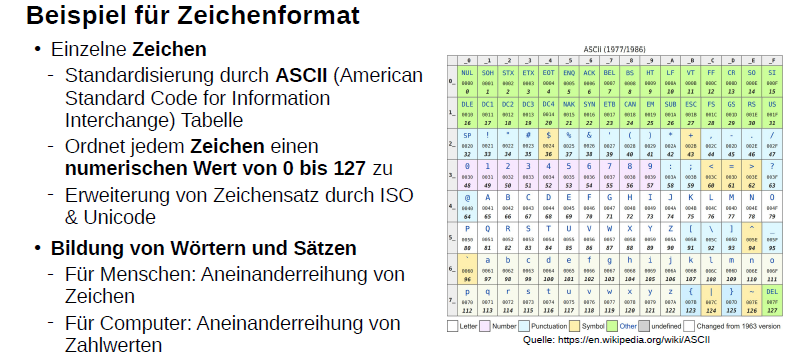 Beispiel für Zeichenformat
• Einzelne Zeichen
- Standardisierung durch ASCII (American
Standard Code for Information
Interchange) Tabelle
- Ordnet jedem Zeichen einen
numerischen Wert von 0 bis 127 zu
- Erweiterung von Zeichensatz durch ISO
& Unicode
• Bildung von Wörtern und Sätzen
- Für Menschen: Aneinanderreihung von
Zeichen
- Für Computer: Aneinanderreihung von
Zahlwerten
ASCII (1977/1986)
_0 _1 _2 _3 _4 _5 _6 _7 _8 _9 _A _B _C _D _E _F
0_ NUL SOH STX ETX EOT ENQ ACK BEL BS HT LF VT FF CR SO SI
0000 0001 0002 0003 0004 0005 0006 0007 0008 0009 000A 000B 000C 000D 000E 000F
0 1 2 3 4 5 6 7 8 9 10 11 12 13 14 15
1_ DLE DC1 DC2 DC3 DC4 NAK SYN ETB CAN EM SUB ESC FS GS RS US
0010 0011 0012 0013 0014 0015 0016 0017 0018 0019 001A 001B 001C 001D 001E 001F
16 17 18 19 20 21 22 23 24 25 26 27 28 29 30 31
2_ SP ! " # $ % & ' ( ) * + , - . /
0020 0021 0022 0023 0024 0025 0026 0027 0028 0029 002A 002B 002C 002D 002E 002F
32 33 34 35 36 37 38 39 40 41 42 43 44 45 46 47
3_ 0 1 2 3 4 5 6 7 8 9 : ; < = > ?
0030 0031 0032 0033 0034 0035 0036 0037 0038 0039 003A 003B 003C 003D 003E 003F
48 49 50 51 52 53 54 55 56 57 58 59 60 61 62 63
4_ @ A B C D E F G H I J K L M N O
0040 0041 0042 0043 0044 0045 0046 0047 0048 0049 004A 004B 004C 004D 004E 004F
64 65 66 67 68 69 70 71 72 73 74 75 76 77 78 79
5_ P Q R S T U V W X Y Z [ \ ] ^ _
0050 0051 0052 0053 0054 0055 0056 0057 0058 0059 005A 005B 005C 005D 005E 005F
80 81 82 83 84 85 86 87 88 89 90 91 92 93 94 95
6_ ` a b c d e f g h i j k l m n o
0060 0061 0062 0063 0064 0065 0066 0067 0068 0069 006A 006B 006C 006D 006E 006F
96 97 98 99 100 101 102 103 104 105 106 107 108 109 110 111
7_ p q r s t u v w x y z { | } ~ DEL
0070 0071 0072 0073 0074 0075 0076 0077 0078 0079 007A 007B 007C 007D 007E 007F
112 113 114 115 116 117 118 119 120 121 122 123 124 125 126 127
Letter Number Punctuation Symbol Other undefined Changed from 1963 version
Quelle: https://en.wikipedia.org/wiki/ASCII